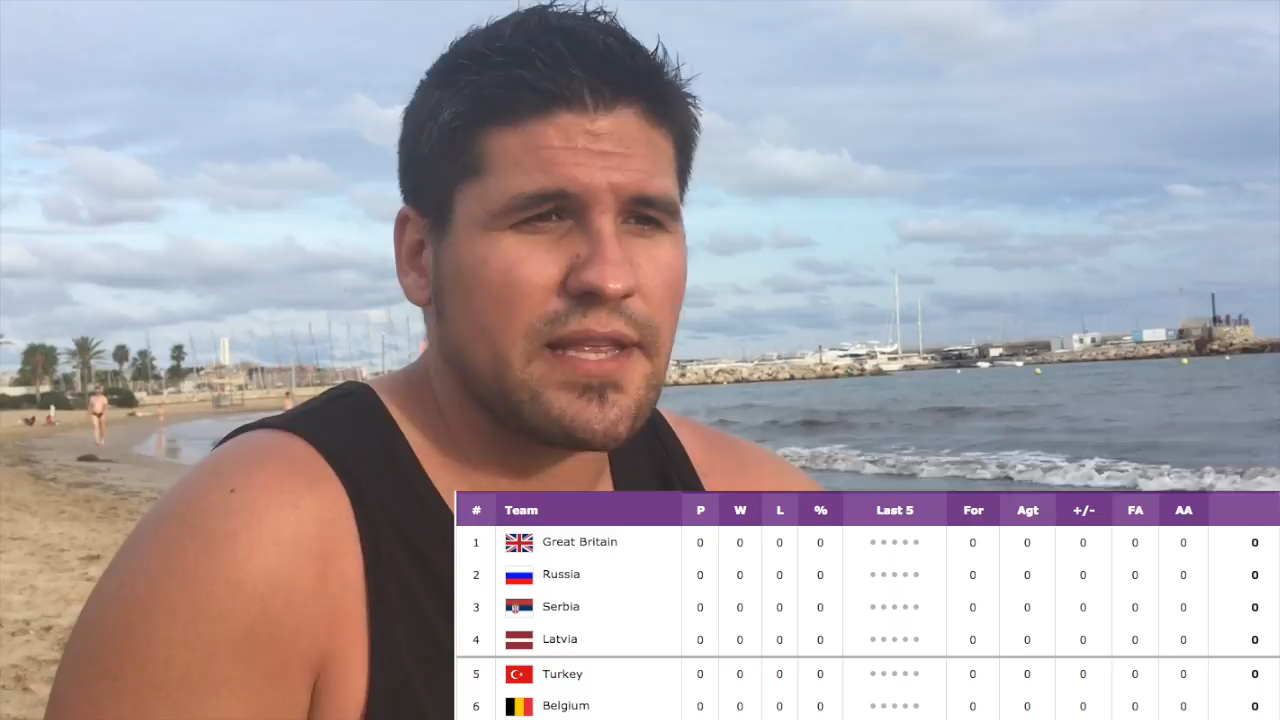 # Team P W L % Last 5 For Agt +/- FA AA
1 Great Britain 0 0 0 0 0 0 0 0 0 0
2 Russia 0 0 0 0 0 0 0 0 0 0
3 Serbia 0 0 0 0 0 0 0 0 0 0
4 Latvia 0 0 0 0 0 0 0 0 0 0
5 Turkey 0 0 0 0 0 0 0 0 0 0
6 Belgium 0 0 0 0 0 0 0 0 0 0